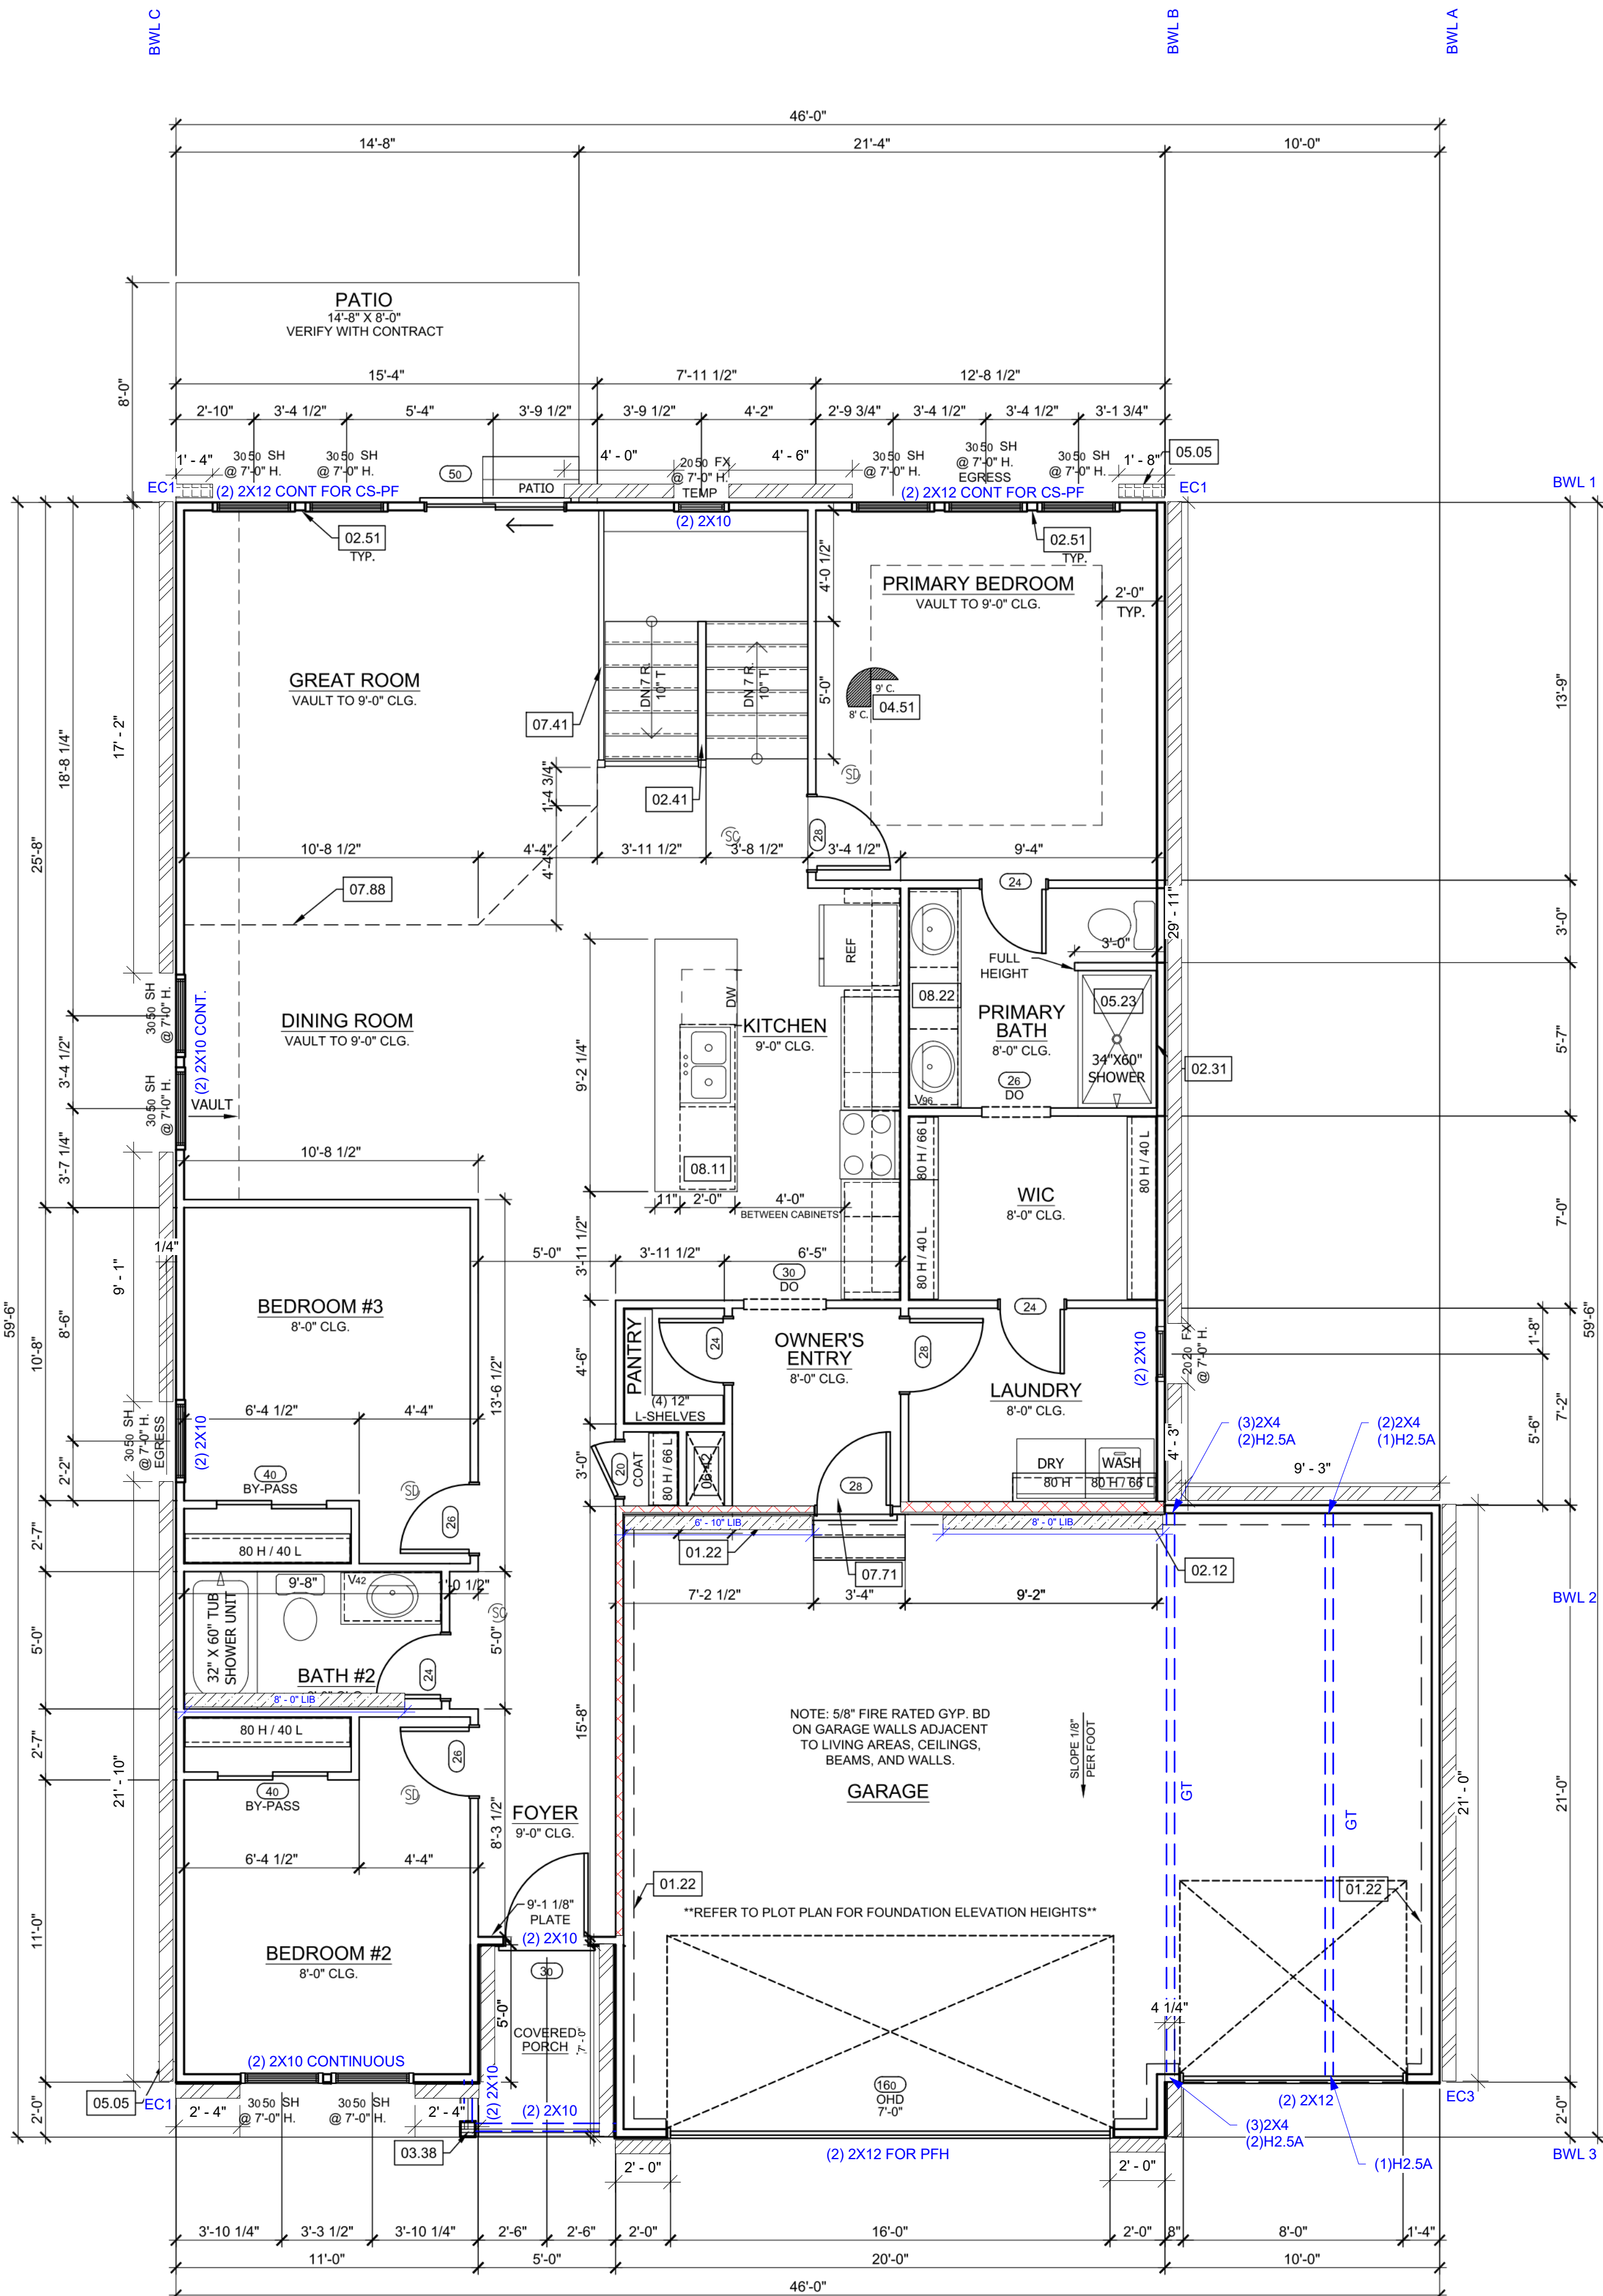 BWL C
BWL B
BWL A
46'-0"
14'-8"
21'-4"
10'-0"
PATIO
14'-8" X 8'-0"
VERIFY WITH CONTRACT
8'-0"
15'-4"
7'-11 1/2"
12'-8 1/2"
2'-10"
3'-4 1/2"
5'-4"
3'-9 1/2"
3'-9 1/2"
4'-2"
2'-9 3/4"
3'-4 1/2"
3'-4 1/2"
3'-1 3/4"
1' - 4"
3050 SH
@ 7'-0" H.
3050 SH
@ 7'-0" H.
50
PATIO
4' - 0"
2050 FX
@ 7'-0" H.
TEMP
4' - 6"
3050 SH
@ 7'-0" H.
3050 SH
@ 7'-0" H.
EGRESS
3050 SH
@ 7'-0" H.
1' - 8"
05.05
EC1
(2) 2X12 CONT FOR CS-PF
(2) 2X12 CONT FOR CS-PF
EC1
BWL 1
(2) 2X10
02.51
TYP.
02.51
TYP.
4'-0 1/2"
PRIMARY BEDROOM
VAULT TO 9'-0" CLG.
2'-0"
TYP.
GREAT ROOM
VAULT TO 9'-0" CLG.
DN 7 R.
10" T
DN 7 R.
10" T
5'-0"
9' C.
8' C.
04.51
07.41
02.41
SD
SC
1'-4 3/4"
28
13'-9"
17' - 2"
18'-8 1/4"
25'-8"
59'-6"
10'-8 1/2"
4'-4"
3'-11 1/2"
3'-8 1/2"
3'-4 1/2"
9'-4"
4'-4"
24
07.88
REF
29' - 11"
3'-0"
3'-0"
FULL
HEIGHT
DW
08.22
05.23
DINING ROOM
VAULT TO 9'-0" CLG.
KITCHEN
9'-0" CLG.
PRIMARY
BATH
8'-0" CLG.
34"X60"
SHOWER
5'-7"
02.31
3050 SH
@ 7'-0" H.
(2) 2X10 CONT.
3'-4 1/2"
3050 SH
@ 7'-0" H.
VAULT
9'-2 1/4"
V96
26
DO
3'-7 1/4"
10'-8 1/2"
08.11
80 H / 66 L
80 H / 40 L
80 H / 40 L
WIC
8'-0" CLG.
7'-0"
11"
2'-0"
4'-0"
BETWEEN CABINETS
1/4"
9' - 1"
5'-0"
3'-11 1/2"
3'-11 1/2"
6'-5"
30
DO
8'-6"
10'-8"
BEDROOM #3
8'-0" CLG.
24
PANTRY
24
OWNER'S
ENTRY
8'-0" CLG.
28
4'-6"
13'-6 1/2"
(4) 12"
L-SHELVES
LAUNDRY
8'-0" CLG.
(2) 2X10
2020 FX
@ 7'-0" H.
1'-8"
59'-6"
5'-6"
7'-2"
6'-4 1/2"
4'-4"
3050 SH
@ 7'-0" H.
EGRESS
(2) 2X10
2'-2"
(3)2X4
(2)H2.5A
(2)2X4
(1)H2.5A
4' - 3"
9' - 3"
3'-0"
20
COAT
80 H / 66 L
06.42
28
DRY
80 H
WASH
80 H / 66 L
40
BY-PASS
SD
26
2'-7"
80 H / 40 L
6' - 10" LIB
8' - 0" LIB
01.22
07.71
02.12
7'-2 1/2"
3'-4"
9'-2"
BWL 2
9'-8"
V42
1'-0 1/2"
SC
32" X 60" TUB
SHOWER UNIT
BATH #2
24
5'-0"
5'-0"
8' - 0" LIB
80 H / 40 L
26
2'-7"
15'-8"
40
BY-PASS
SD
NOTE: 5/8" FIRE RATED GYP. BD
ON GARAGE WALLS ADJACENT
TO LIVING AREAS, CEILINGS,
BEAMS, AND WALLS.
GARAGE
SLOPE 1/8"
PER FOOT
GT
GT
21' - 0"
21'-0"
21' - 10"
FOYER
9'-0" CLG.
8'-3 1/2"
6'-4 1/2"
4'-4"
11'-0"
9'-1 1/8"
PLATE
(2) 2X10
01.22
01.22
**REFER TO PLOT PLAN FOR FOUNDATION ELEVATION HEIGHTS**
BEDROOM #2
8'-0" CLG.
30
5'-0"
COVERED
PORCH
7'- 0"
4 1/4"
(2) 2X10 CONTINUOUS
(2) 2X10
(2) 2X10
160
OHD
7'-0"
(2) 2X12
EC3
05.05
EC1
2' - 4"
3050 SH
@ 7'-0" H.
3050 SH
@ 7'-0" H.
2' - 4"
2'-0"
03.38
(2) 2X12 FOR PFH
(3)2X4
(2)H2.5A
(1)H2.5A
2'-0"
BWL 3
2' - 0"
2' - 0"
3'-10 1/4"
3'-3 1/2"
3'-10 1/4"
2'-6"
2'-6"
2'-0"
16'-0"
2'-0"
8"
8'-0"
1'-4"
11'-0"
5'-0"
20'-0"
10'-0"
46'-0"